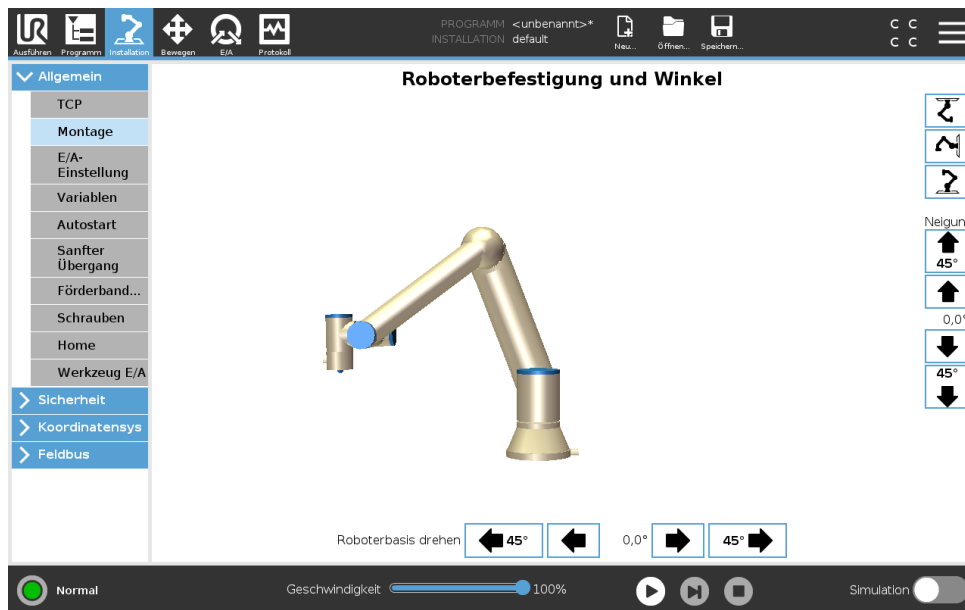 PROGRAMM <unbenannt>*
INSTALLATION default
Ausführen Programm Installation Bewegen E/A Protokoll
Neu... Öffnen... Speichern...
C C
C C
Allgemein
TCP
Montage
E/A-
Einstellung
Variablen
Autostart
Sanfter
Übergang
Förderband...
Schrauben
Home
Werkzeug E/A
Sicherheit
Koordinatensys
Feldbus
Roboterbefestigung und Winkel
Neigun
45°
0,0°
45°
Roboterbasis drehen 45° 0,0° 45°
Normal Geschwindigkeit 100% Simulation